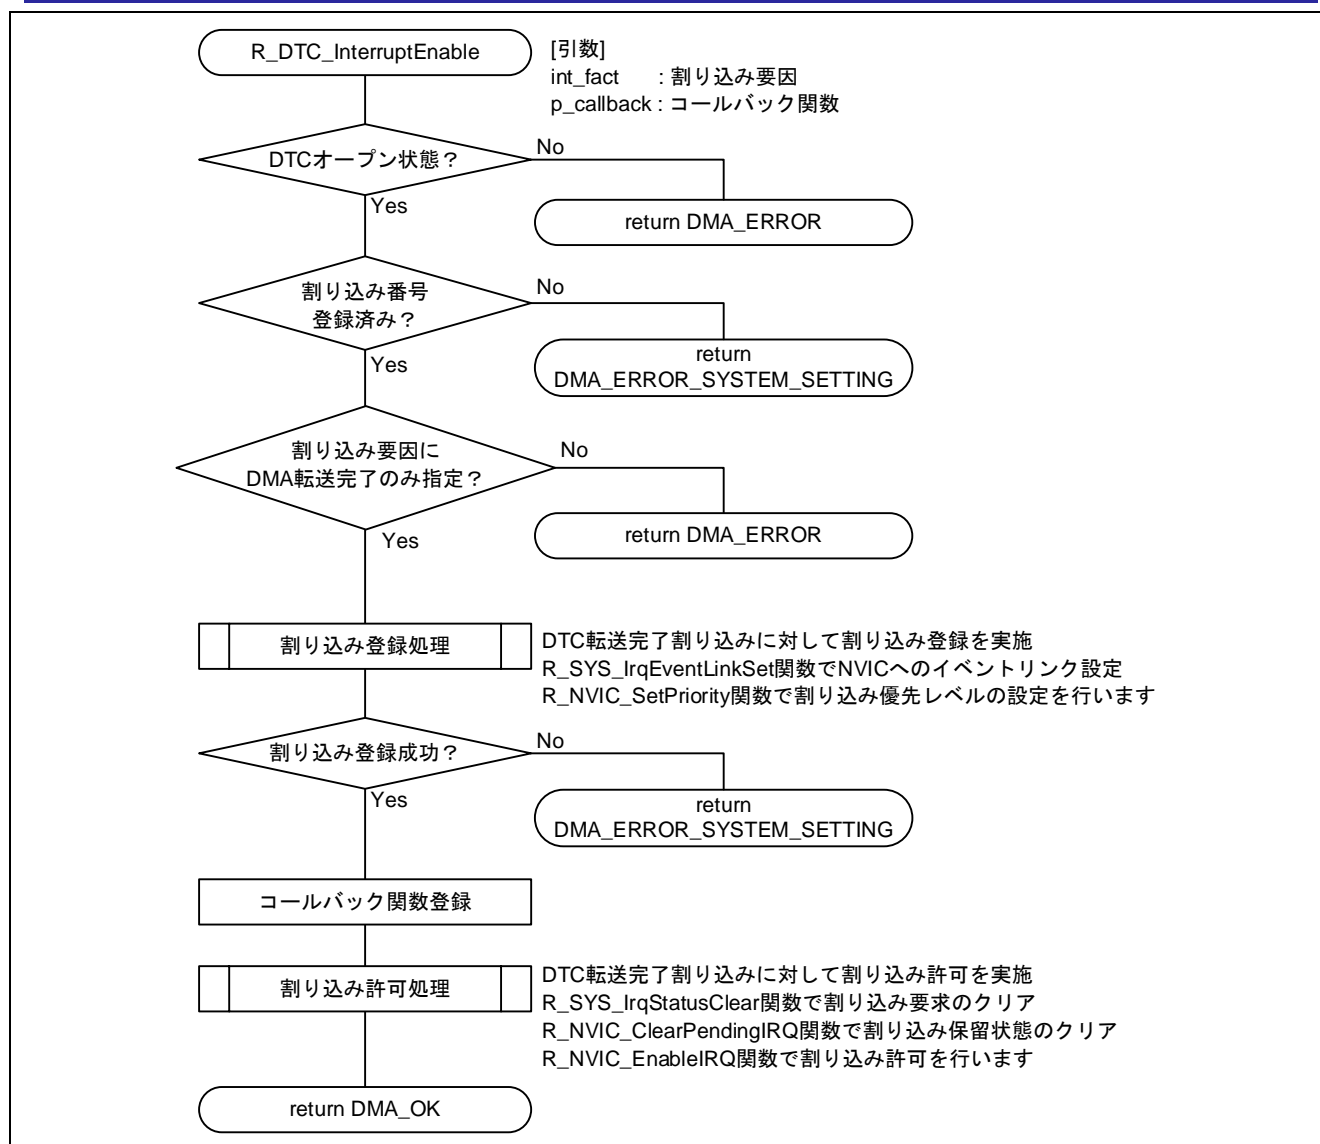 R_DTC_InterruptEnable
[引数]
int_fact : 割り込み要因
p_callback : コールバック関数
DTCオープン状態？
No
Yes
return DMA_ERROR
割り込み番号
登録済み？
No
Yes
return
DMA_ERROR_SYSTEM_SETTING
割り込み要因に
DMA転送完了のみ指定？
No
Yes
return DMA_ERROR
割り込み登録処理
DTC転送完了割り込みに対して割り込み登録を実施
R_SYS_IrqEventLinkSet関数でNVICへのイベントリンク設定
R_NVIC_SetPriority関数で割り込み優先レベルの設定を行います
割り込み登録成功？
No
Yes
return
DMA_ERROR_SYSTEM_SETTING
コールバック関数登録
割り込み許可処理
DTC転送完了割り込みに対して割り込み許可を実施
R_SYS_IrqStatusClear関数で割り込み要求のクリア
R_NVIC_ClearPendingIRQ関数で割り込み保留状態のクリア
R_NVIC_EnableIRQ関数で割り込み許可を行います
return DMA_OK